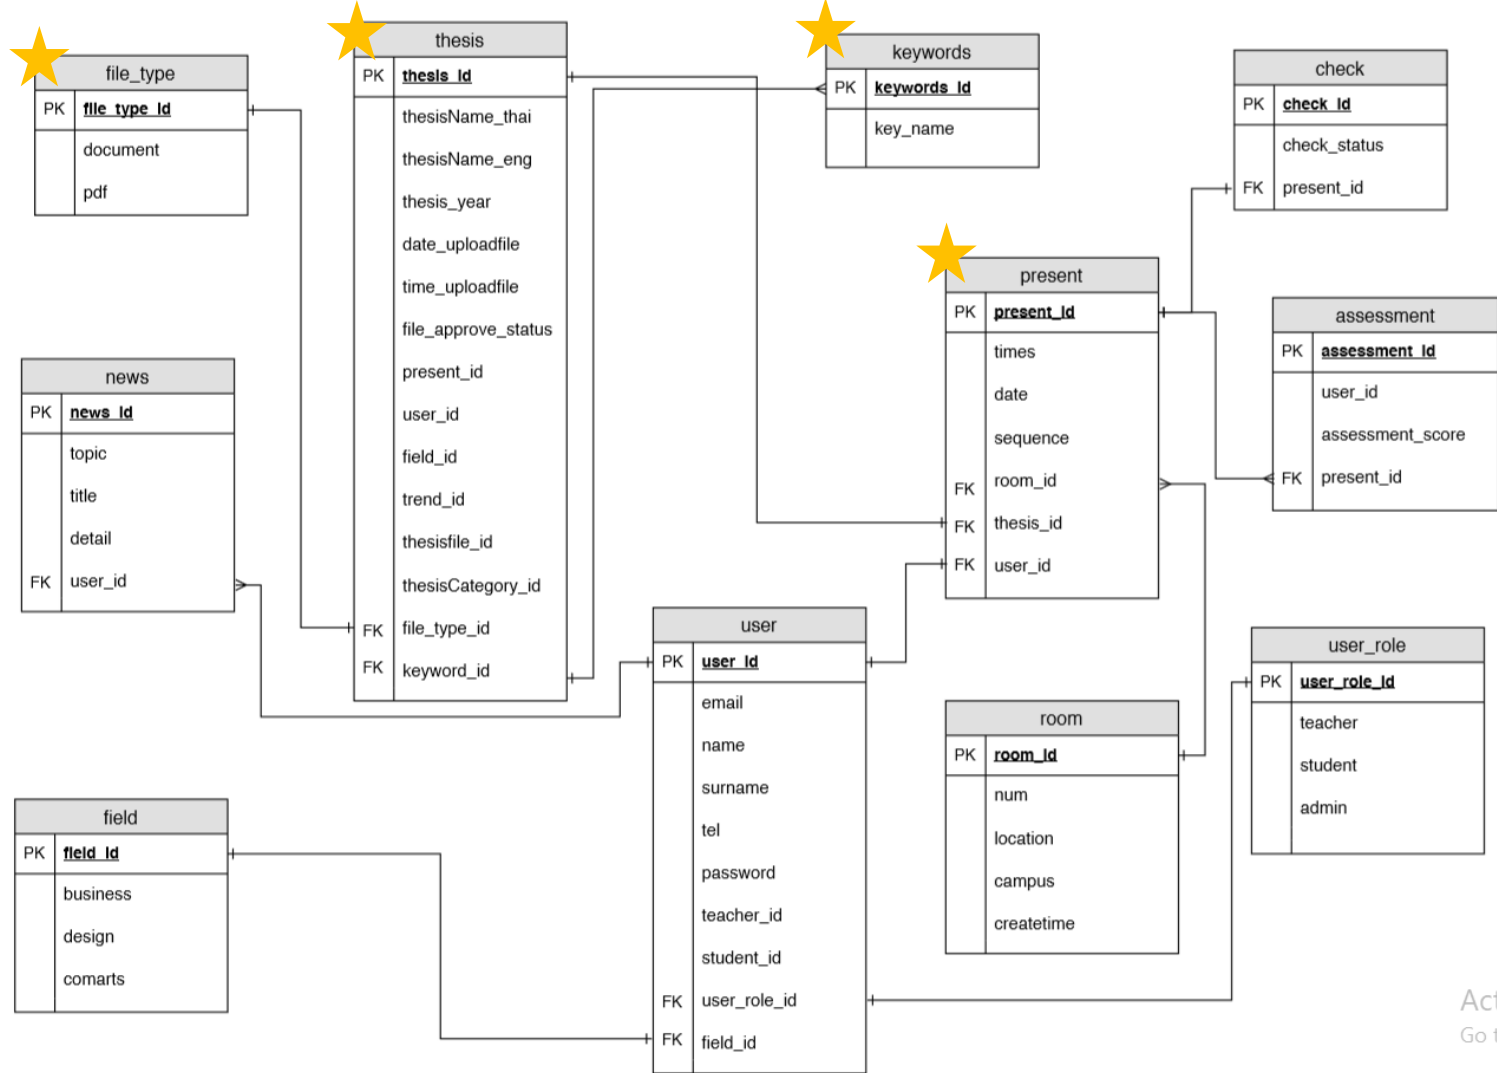 file_type
PK file_type_id
document
pdf
thesis
PK thesis_id
thesisName_thai
thesisName_eng
thesis_year
date_uploadfile
time_uploadfile
file_approve_status
present_id
user_id
field_id
trend_id
thesisfile_id
thesisCategory_id
FK file_type_id
FK keyword_id
keywords
PK keywords_id
key_name
check
PK check_id
check_status
FK present_id
present
PK present_id
times
date
sequence
FK room_id
FK thesis_id
FK user_id
assessment
PK assessment_id
user_id
assessment_score
FK present_id
news
PK news_id
topic
title
detail
FK user_id
user
PK user_id
email
name
surname
tel
password
teacher_id
student_id
FK user_role_id
FK field_id
user_role
PK user_role_id
teacher
student
admin
room
PK room_id
num
location
campus
createtime
field
PK field_id
business
design
comarts
Act
Go t